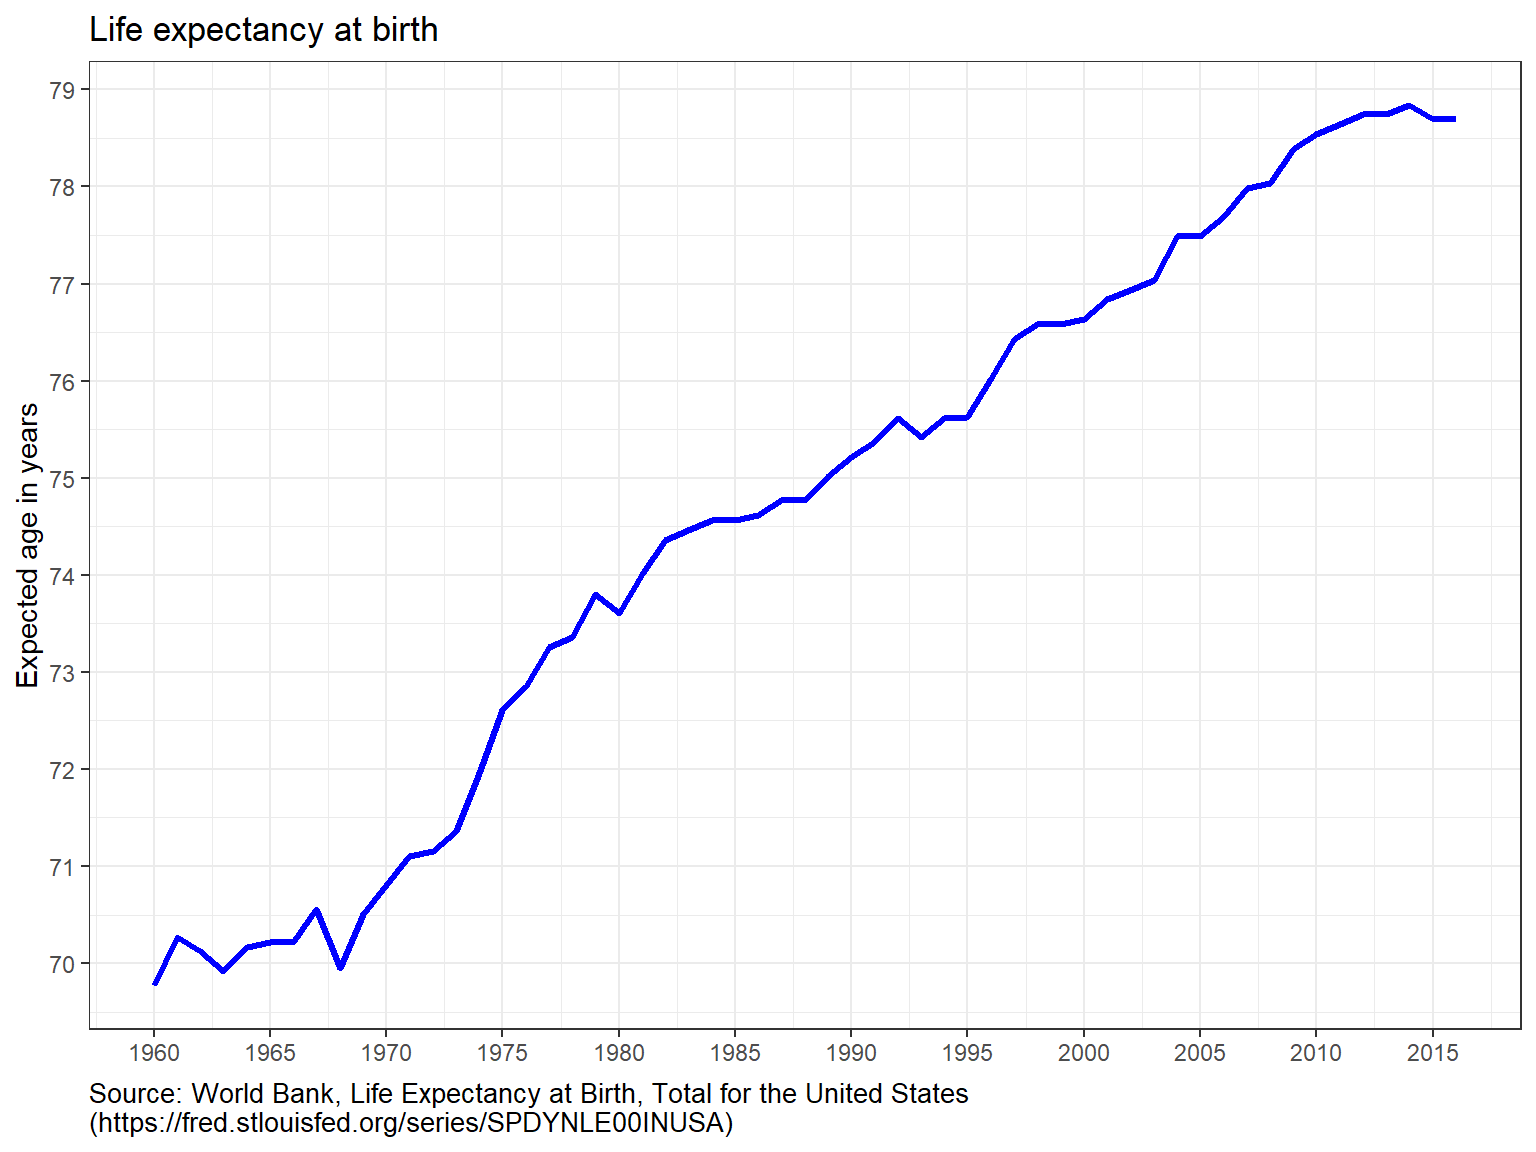 Life expectancy at birth
Expected age in years
79
78
77
76
75
74
73
72
71
70
1960 1965 1970 1975 1980 1985 1990 1995 2000 2005 2010 2015
Source: World Bank, Life Expectancy at Birth, Total for the United States
(https://fred.stlouisfed.org/series/SPDYNLE00INUSA)